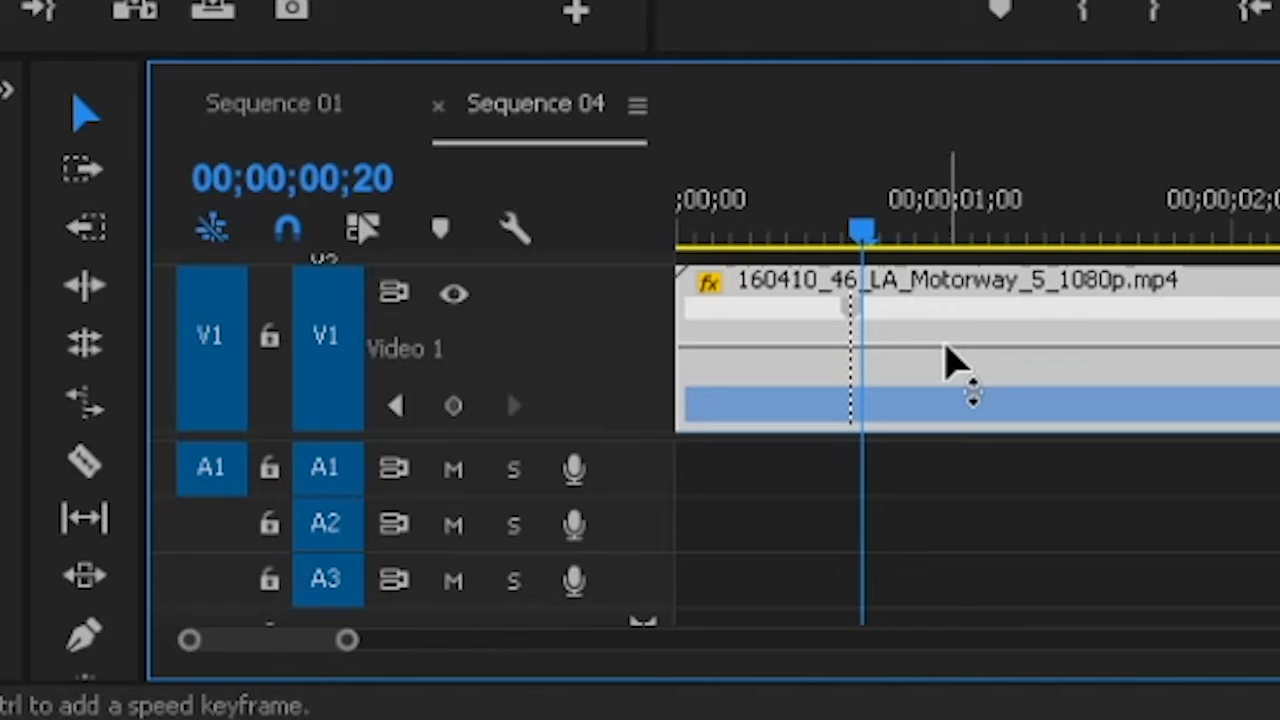 Sequence 01
× Sequence 04
00;00;00;20
;00;00
00;00;01;00
00;00;02;0
fx 160410_46_LA_Motorway_5_1080p.mp4
V1 V1
Video 1
A1 A1 M S
A2 M S
A3 M S
trl to add a speed keyframe.